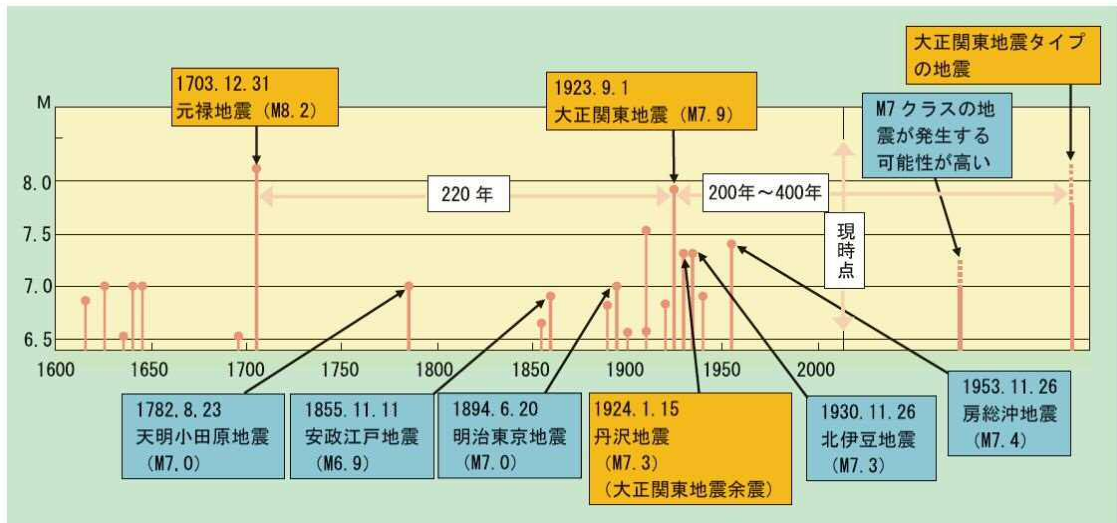 大正関東地震タイプ
の地震
1703.12.31
元禄地震（M8.2）
1923.9.1
大正関東地震（M7.9）
M7クラスの地
震が発生する
可能性が高い
M
8.0
7.5
7.0
6.5
220年
200年～400年
現時点
1600
1650
1700
1750
1800
1850
1900
1950
2000
1782.8.23
天明小田原地震
（M7.0）
1855.11.11
安政江戸地震
（M6.9）
1894.6.20
明治東京地震
（M7.0）
1924.1.15
丹沢地震
（M7.3）
（大正関東地震余震）
1930.11.26
北伊豆地震
（M7.3）
1953.11.26
房総沖地震
（M7.4）